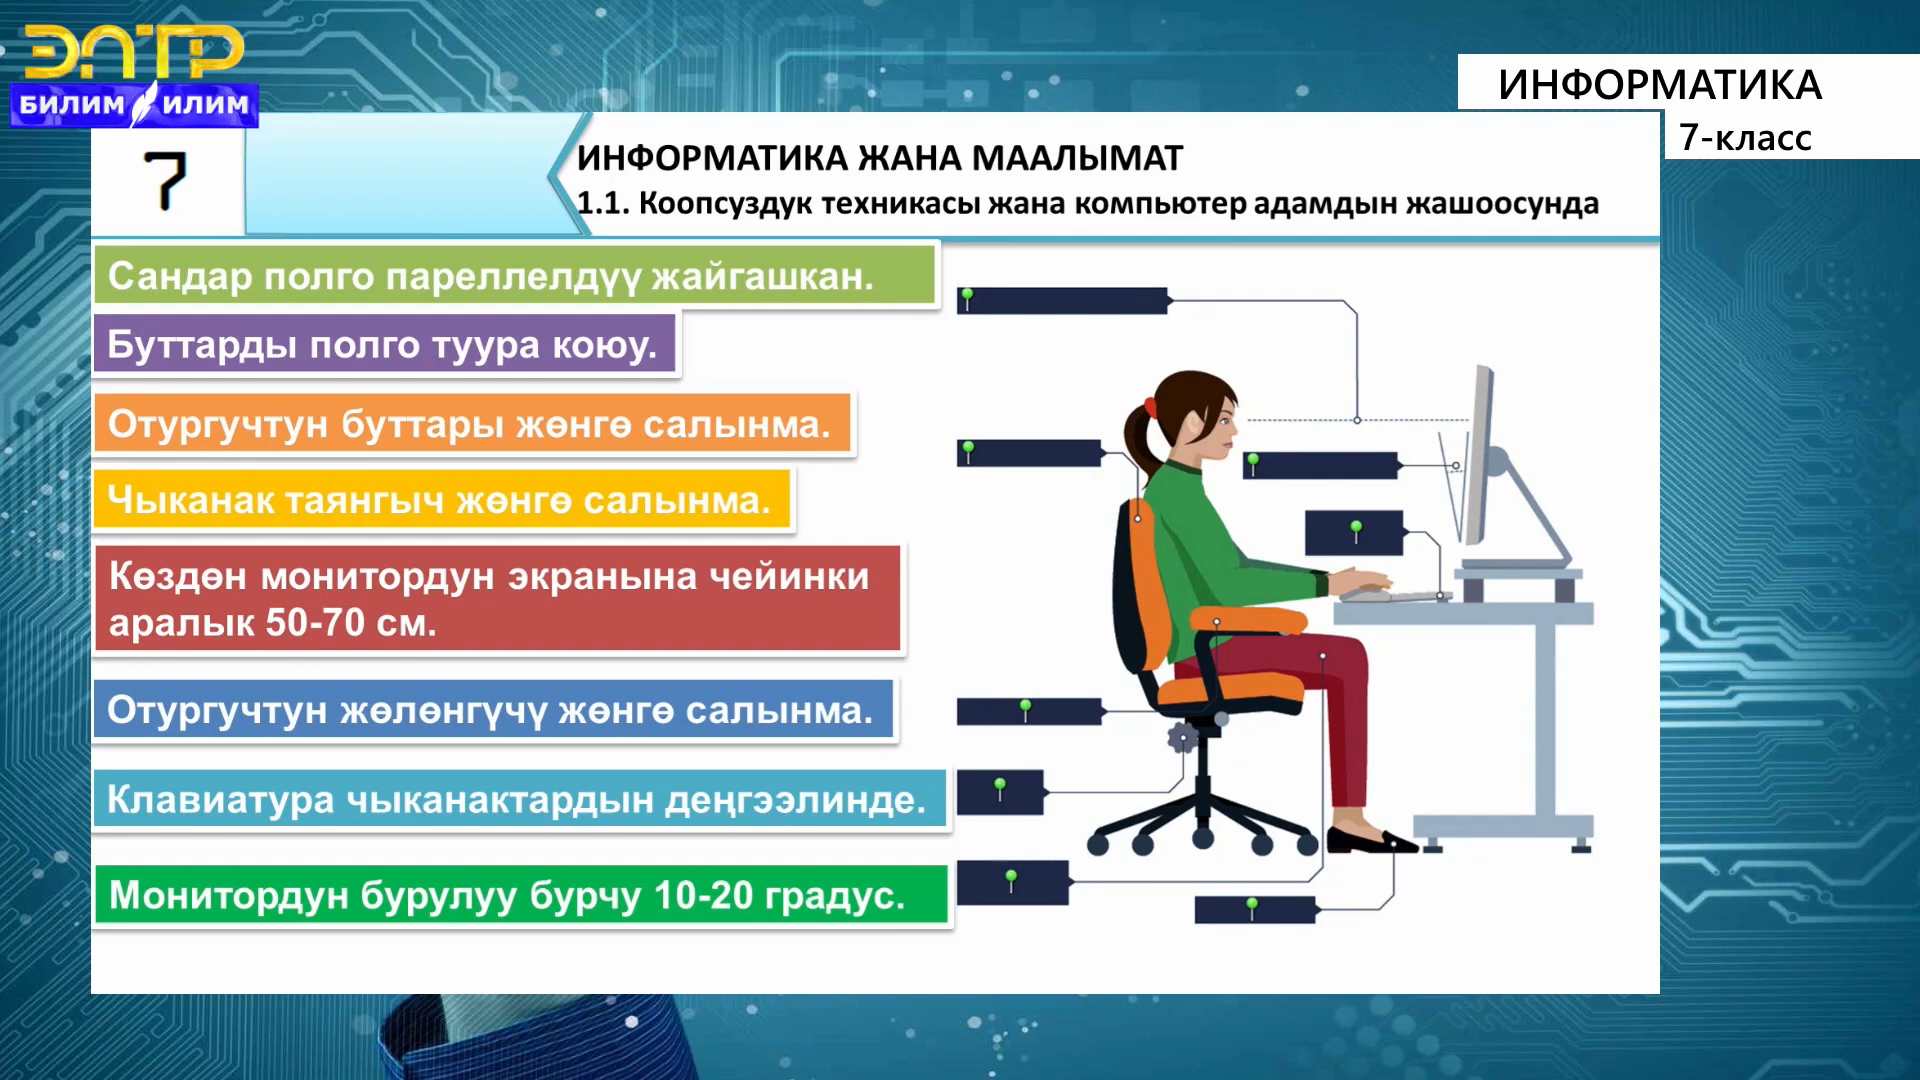 ЭЛТР
БИЛИМ ИЛИМ
ИНФОРМАТИКА
7-класс
7
ИНФОРМАТИКА ЖАНА МААЛЫМАТ
1.1. Коопсуздук техникасы жана компьютер адамдын жашоосунда
Сандар полго пареллелдүү жайгашкан.
Буттарды полго туура коюу.
Отургучтун буттары жөнгө салынма.
Чыканак таянгыч жөнгө салынма.
Көздөн монитордун экранына чейинки
аралык 50-70 см.
Отургучтун жөлөнгүчү жөнгө салынма.
Клавиатура чыканактардын деңгээлинде.
Монитордун бурулуу бурчу 10-20 градус.